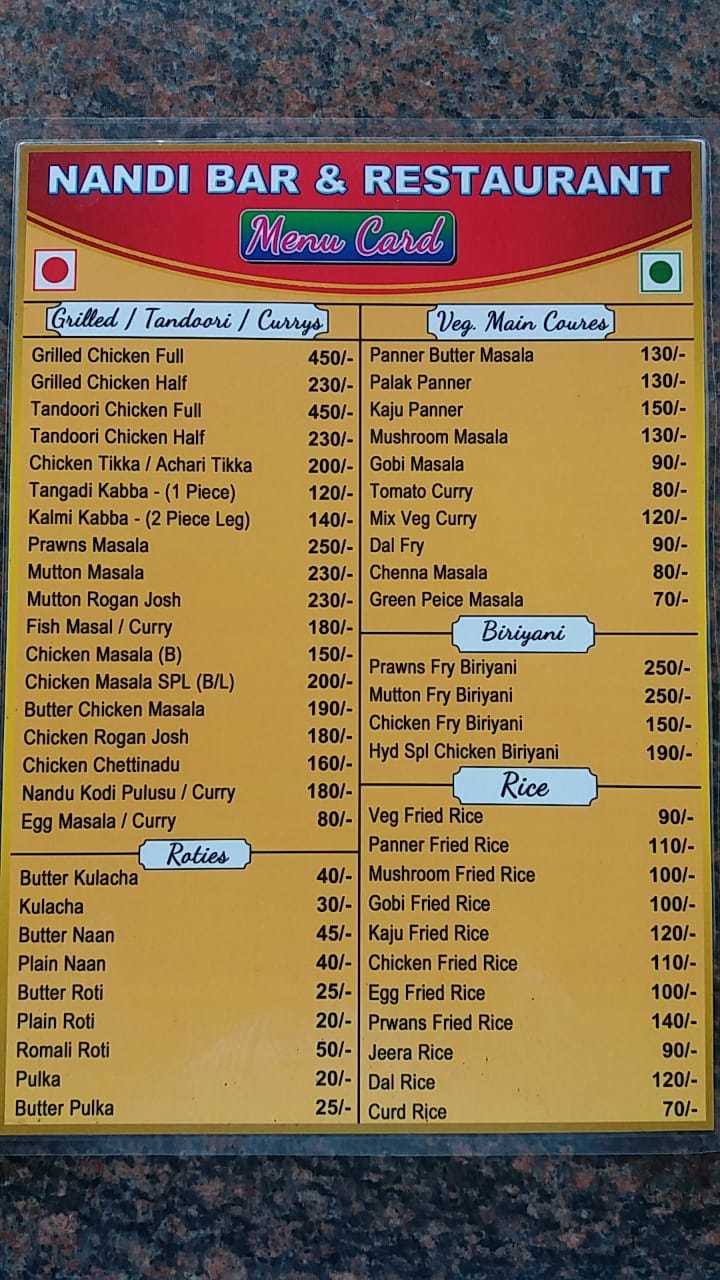 NANDI BAR & RESTAURANT
Menu Card
Grilled / Tandoori / Currys
Grilled Chicken Full 450/-
Grilled Chicken Half 230/-
Tandoori Chicken Full 450/-
Tandoori Chicken Half 230/-
Chicken Tikka / Achari Tikka 200/-
Tangadi Kabba - (1 Piece) 120/-
Kalmi Kabba - (2 Piece Leg) 140/-
Prawns Masala 250/-
Mutton Masala 230/-
Mutton Rogan Josh 230/-
Fish Masal / Curry 180/-
Chicken Masala (B) 150/-
Chicken Masala SPL (B/L) 200/-
Butter Chicken Masala 190/-
Chicken Rogan Josh 180/-
Chicken Chettinadu 160/-
Nandu Kodi Pulusu / Curry 180/-
Egg Masala / Curry 80/-
Roties
Butter Kulacha 40/-
Kulacha 30/-
Butter Naan 45/-
Plain Naan 40/-
Butter Roti 25/-
Plain Roti 20/-
Romali Roti 50/-
Pulka 20/-
Butter Pulka 25/-
Veg. Main Coures
Panner Butter Masala 130/-
Palak Panner 130/-
Kaju Panner 150/-
Mushroom Masala 130/-
Gobi Masala 90/-
Tomato Curry 80/-
Mix Veg Curry 120/-
Dal Fry 90/-
Chenna Masala 80/-
Green Peice Masala 70/-
Biriyani
Prawns Fry Biriyani 250/-
Mutton Fry Biriyani 250/-
Chicken Fry Biriyani 150/-
Hyd Spl Chicken Biriyani 190/-
Rice
Veg Fried Rice 90/-
Panner Fried Rice 110/-
Mushroom Fried Rice 100/-
Gobi Fried Rice 100/-
Kaju Fried Rice 120/-
Chicken Fried Rice 110/-
Egg Fried Rice 100/-
Prwans Fried Rice 140/-
Jeera Rice 90/-
Dal Rice 120/-
Curd Rice 70/-